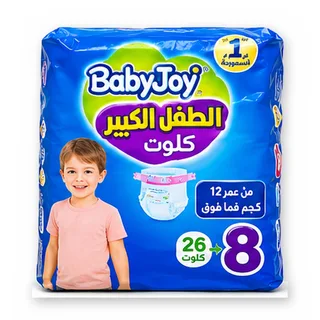 1
في السعودية
BabyJoy
الطفل الكبير
كلوت
من عمر 12
كجم فما فوق
26
كلوت
8